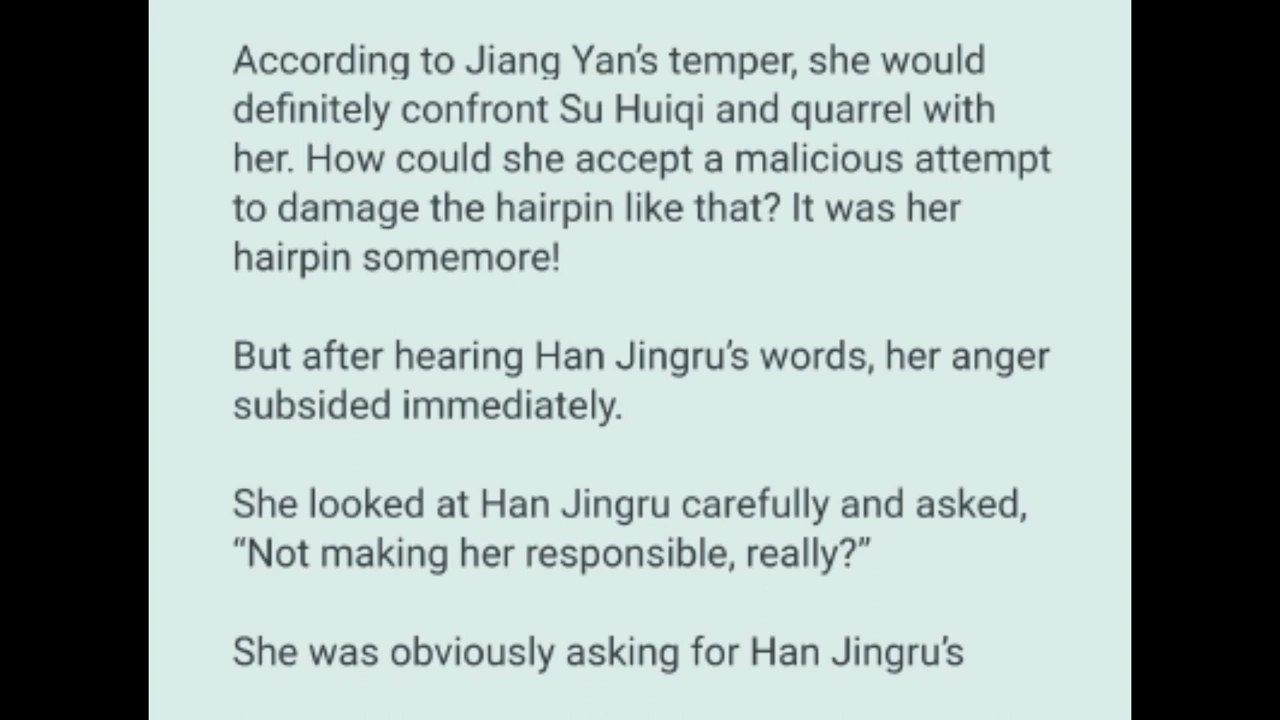 According to Jiang Yan’s temper, she would
definitely confront Su Huiqi and quarrel with
her. How could she accept a malicious attempt
to damage the hairpin like that? It was her
hairpin somemore!
But after hearing Han Jingru’s words, her anger
subsided immediately.
She looked at Han Jingru carefully and asked,
“Not making her responsible, really?”
She was obviously asking for Han Jingru’s